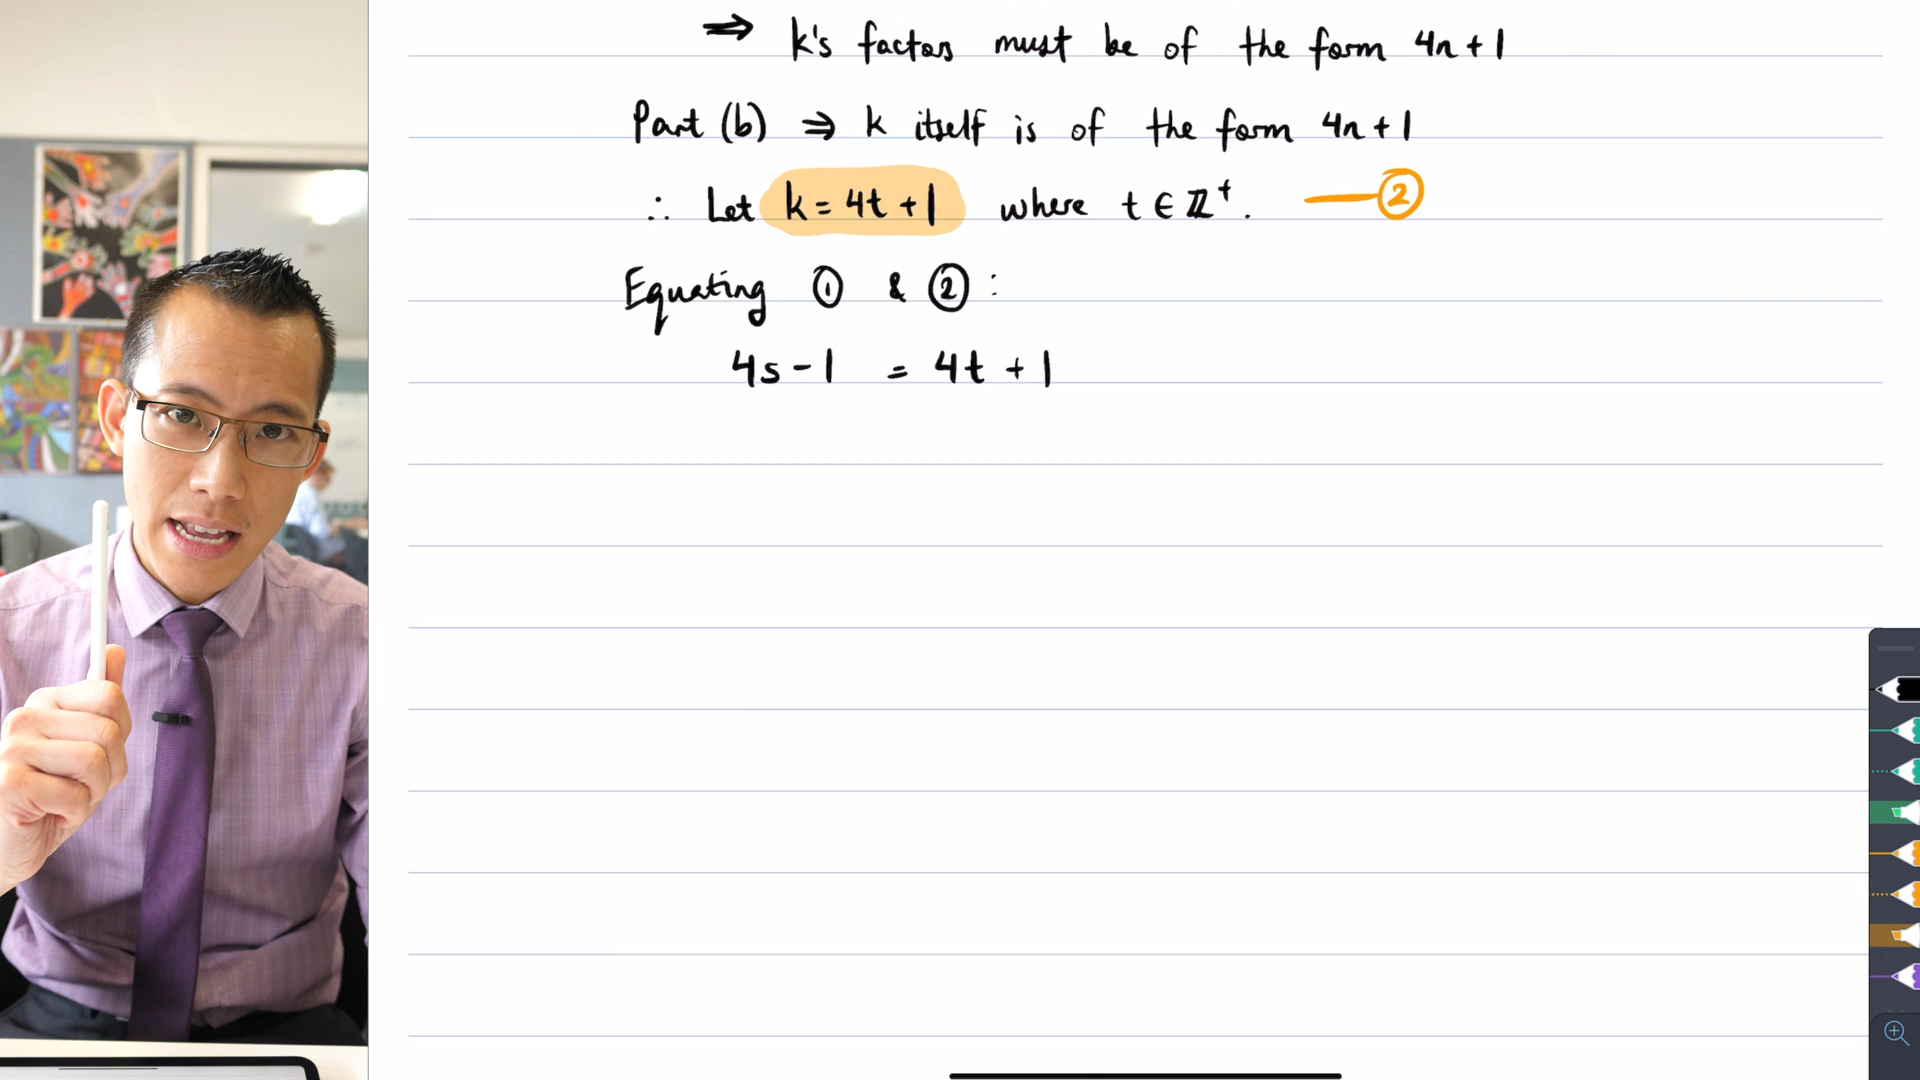 ⇒ k's factors must be of the form 4n + 1
Part (b) ⇒ k itself is of the form 4n + 1
∴ Let k = 4t + 1 where t ∈ ℤ⁺. — ②
Equating ① & ② :
4s - 1 = 4t + 1